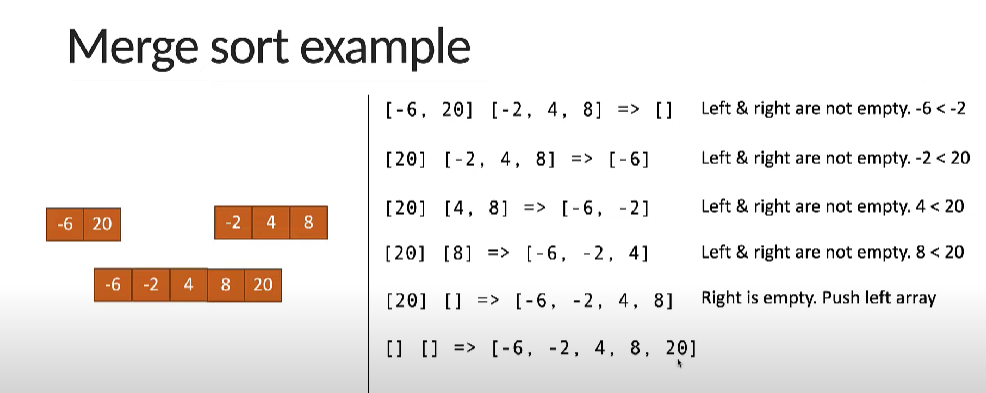 Merge sort example
-6 20
-2 4 8
-6 -2 4 8 20
[-6, 20] [-2, 4, 8] => [] Left & right are not empty. -6 < -2
[20] [-2, 4, 8] => [-6] Left & right are not empty. -2 < 20
[20] [4, 8] => [-6, -2] Left & right are not empty. 4 < 20
[20] [8] => [-6, -2, 4] Left & right are not empty. 8 < 20
[20] [] => [-6, -2, 4, 8] Right is empty. Push left array
[] [] => [-6, -2, 4, 8, 20]